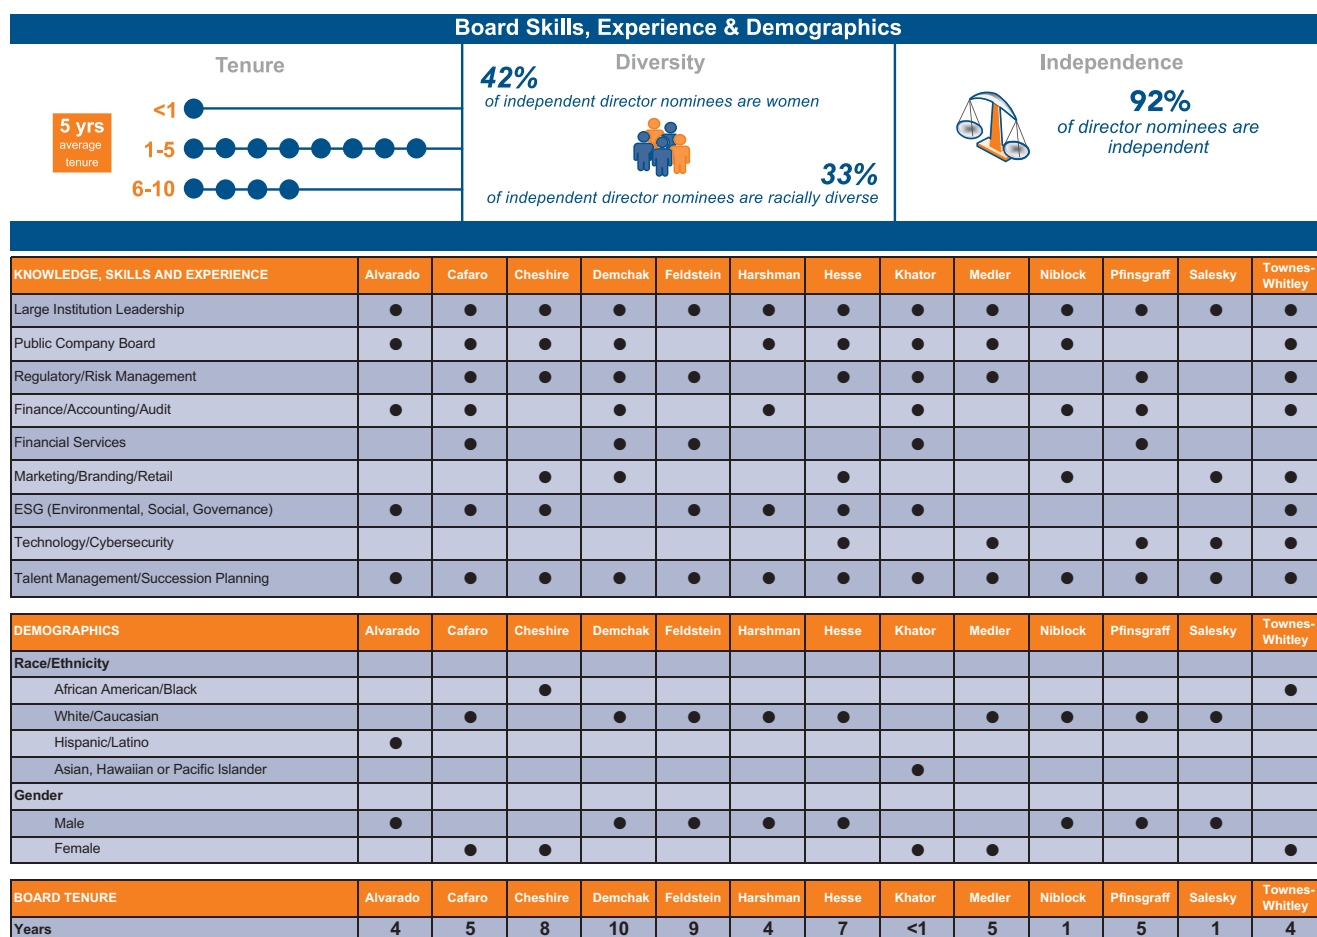 Board Skills, Experience & Demographics
Tenure
5 yrs
average
tenure
<1
1-5
6-10
Diversity
42%
of independent director nominees are women
33%
of independent director nominees are racially diverse
Independence
92%
of director nominees are
independent
KNOWLEDGE, SKILLS AND EXPERIENCE Alvarado Cafaro Cheshire Demchak Feldstein Harshman Hesse Khator Medler Niblock Pfinsgraff Salesky Townes-
Whitley
Large Institution Leadership ● ● ● ● ● ● ● ● ● ● ● ● ●
Public Company Board ● ● ● ● ● ● ● ● ● ●
Regulatory/Risk Management ● ● ● ● ● ● ● ● ●
Finance/Accounting/Audit ● ● ● ● ● ● ● ●
Financial Services ● ● ● ● ●
Marketing/Branding/Retail ● ● ● ● ● ●
ESG (Environmental, Social, Governance) ● ● ● ● ● ● ● ●
Technology/Cybersecurity ● ● ● ● ●
Talent Management/Succession Planning ● ● ● ● ● ● ● ● ● ● ● ● ●
DEMOGRAPHICS Alvarado Cafaro Cheshire Demchak Feldstein Harshman Hesse Khator Medler Niblock Pfinsgraff Salesky Townes-
Whitley
Race/Ethnicity
African American/Black ● ●
White/Caucasian ● ● ● ● ● ● ● ● ●
Hispanic/Latino ●
Asian, Hawaiian or Pacific Islander ●
Gender
Male ● ● ● ● ● ● ● ●
Female ● ● ● ● ●
BOARD TENURE Alvarado Cafaro Cheshire Demchak Feldstein Harshman Hesse Khator Medler Niblock Pfinsgraff Salesky Townes-
Whitley
Years 4 5 8 10 9 4 7 <1 5 1 5 1 4